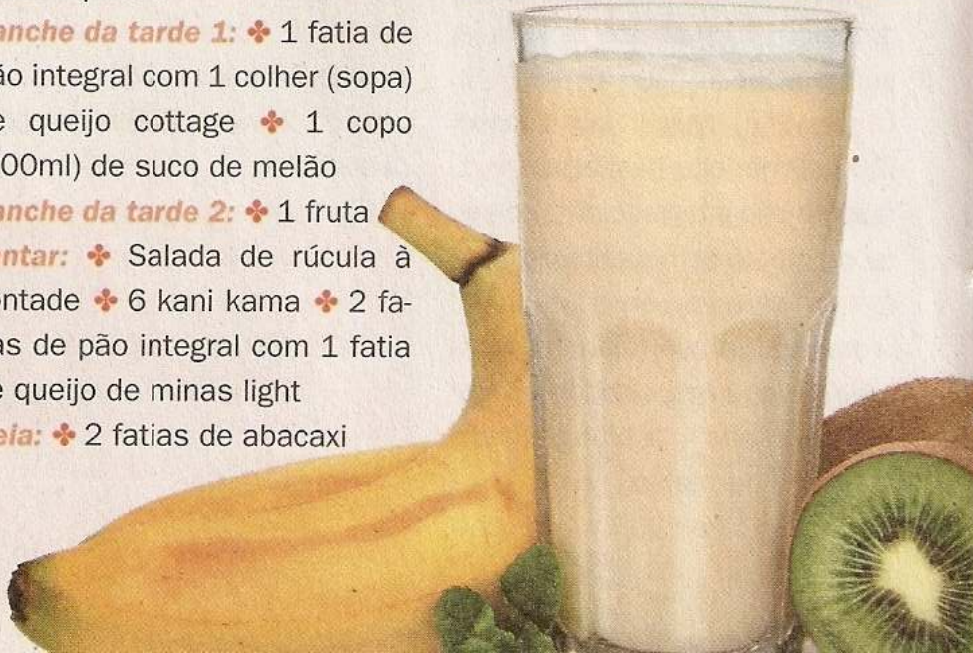 anche da tarde 1: ✤ 1 fatia de
ão integral com 1 colher (sopa)
e queijo cottage ✤ 1 copo
00ml) de suco de melão
anche da tarde 2: ✤ 1 fruta
ntar: ✤ Salada de rúcula à
entade ✤ 6 kani kama ✤ 2 fa-
as de pão integral com 1 fatia
e queijo de minas light
eia: ✤ 2 fatias de abacaxi